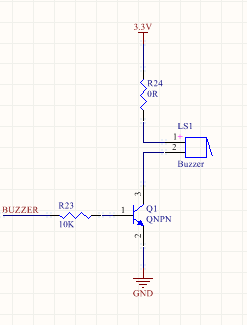 3.3V
R24
0R
LS1
1 +
2
Buzzer
3
Q1
QNPN
1
2
R23
10K
BUZZER
GND